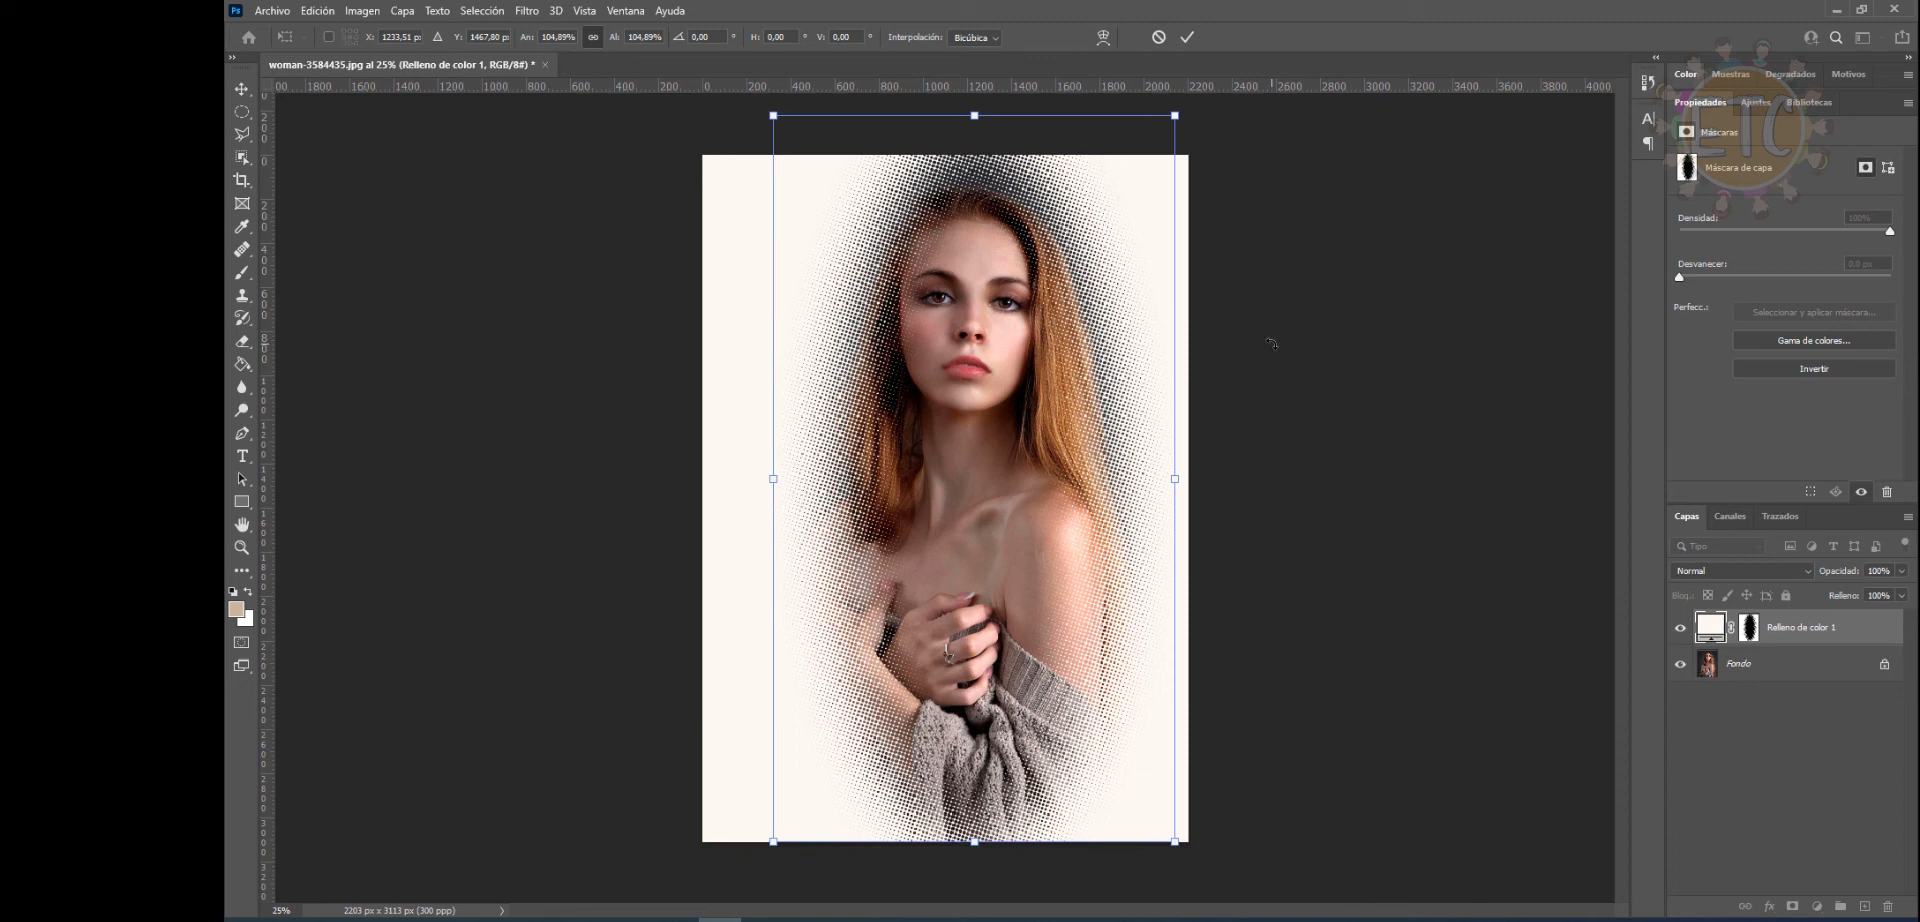 Ps Archivo Edición Imagen Capa Texto Selección Filtro 3D Vista Ventana Ayuda
X: 1233,51 px Y: 1467,80 px An: 104,89% Al: 104,89% 0,00 ° H: 0,00 ° V: 0,00 ° Interpolación: Bicúbica
woman-3584435.jpg al 25% (Relleno de color 1, RGB/8#) * ×
00 1800 1600 1400 1200 1000 800 600 400 200 0 200 400 600 800 1000 1200 1400 1600 1800 2000 2200 2400 2600 2800 3000 3200 3400 3600 3800 4000
Color Muestras Degradados Motivos
Propiedades Ajustes Bibliotecas
Máscaras
ETC
Máscara de capa
Densidad: 100%
Desvanecer: 0,0 px
Perfecc.: Seleccionar y aplicar máscara...
Gama de colores...
Invertir
Capas Canales Trazados
Tipo
Normal Opacidad: 100%
Bloq.: Relleno: 100%
Relleno de color 1
Fondo
25% 2203 px x 3113 px (300 ppp)